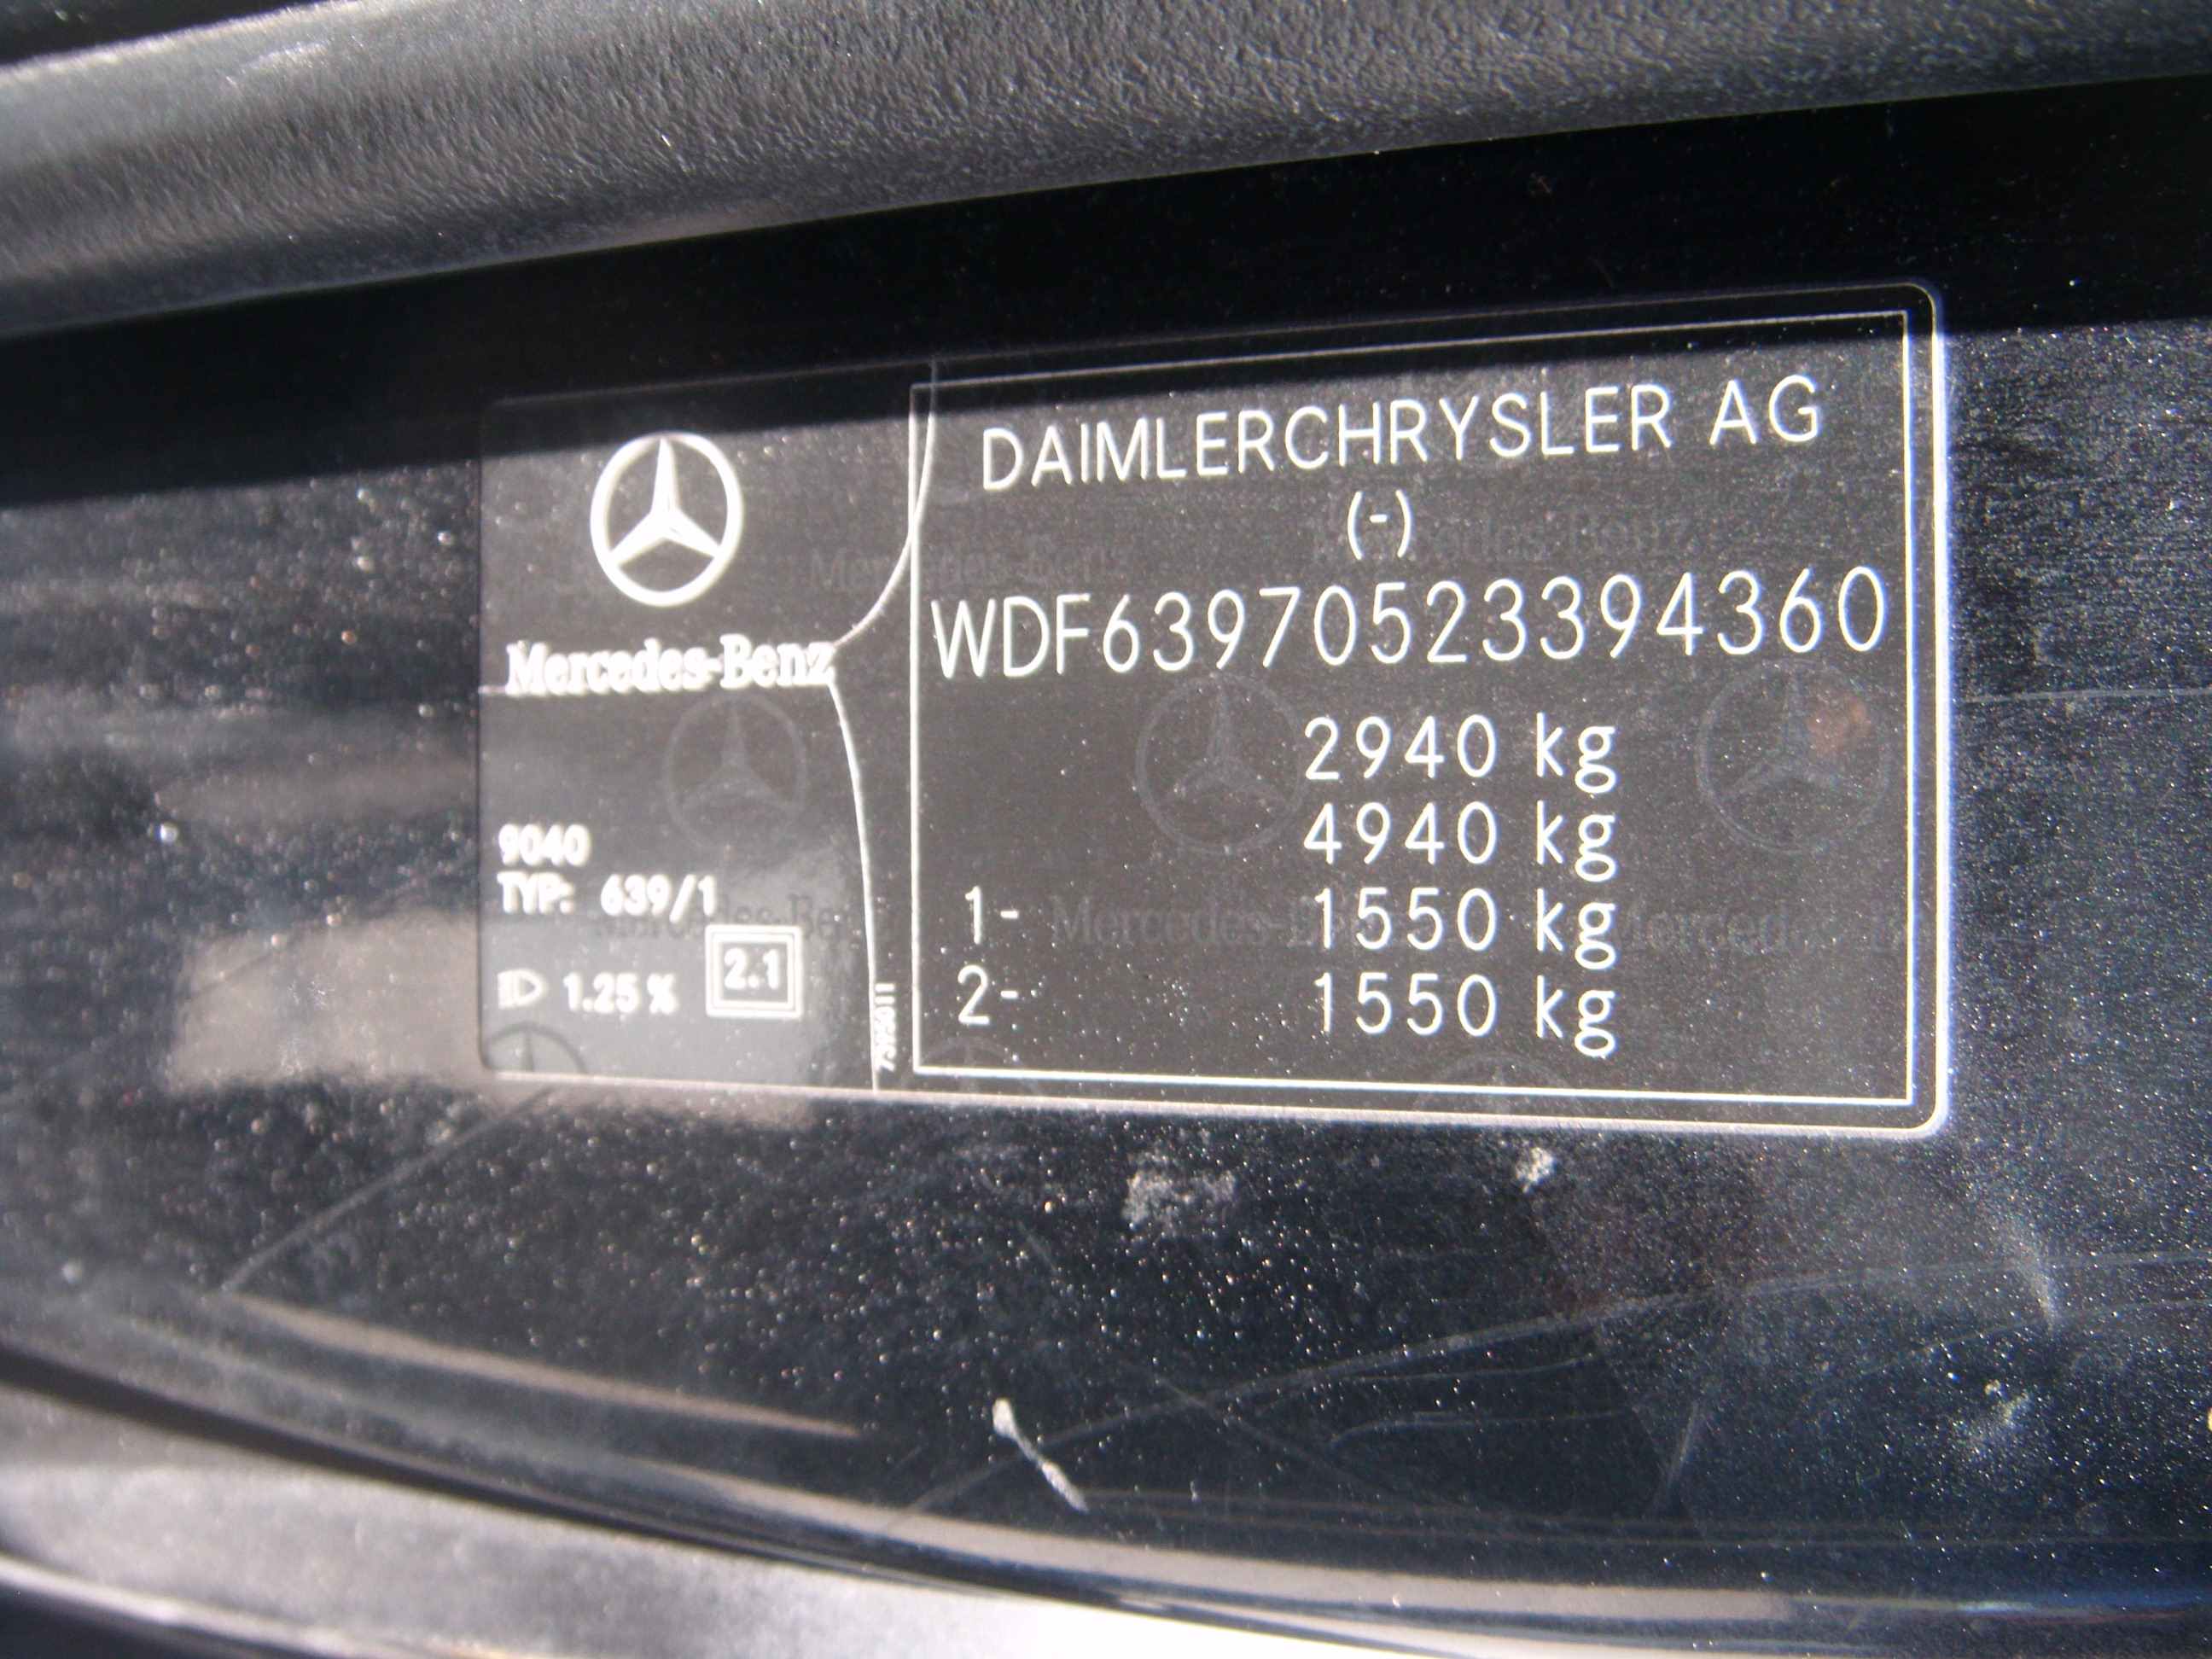 DAIMLERCHRYSLER AG
(-)
WDF63970523394360
2940 kg
4940 kg
1- 1550 kg
2- 1550 kg
Mercedes-Benz
9040
TYP: 639/1
1.25 %
2.1